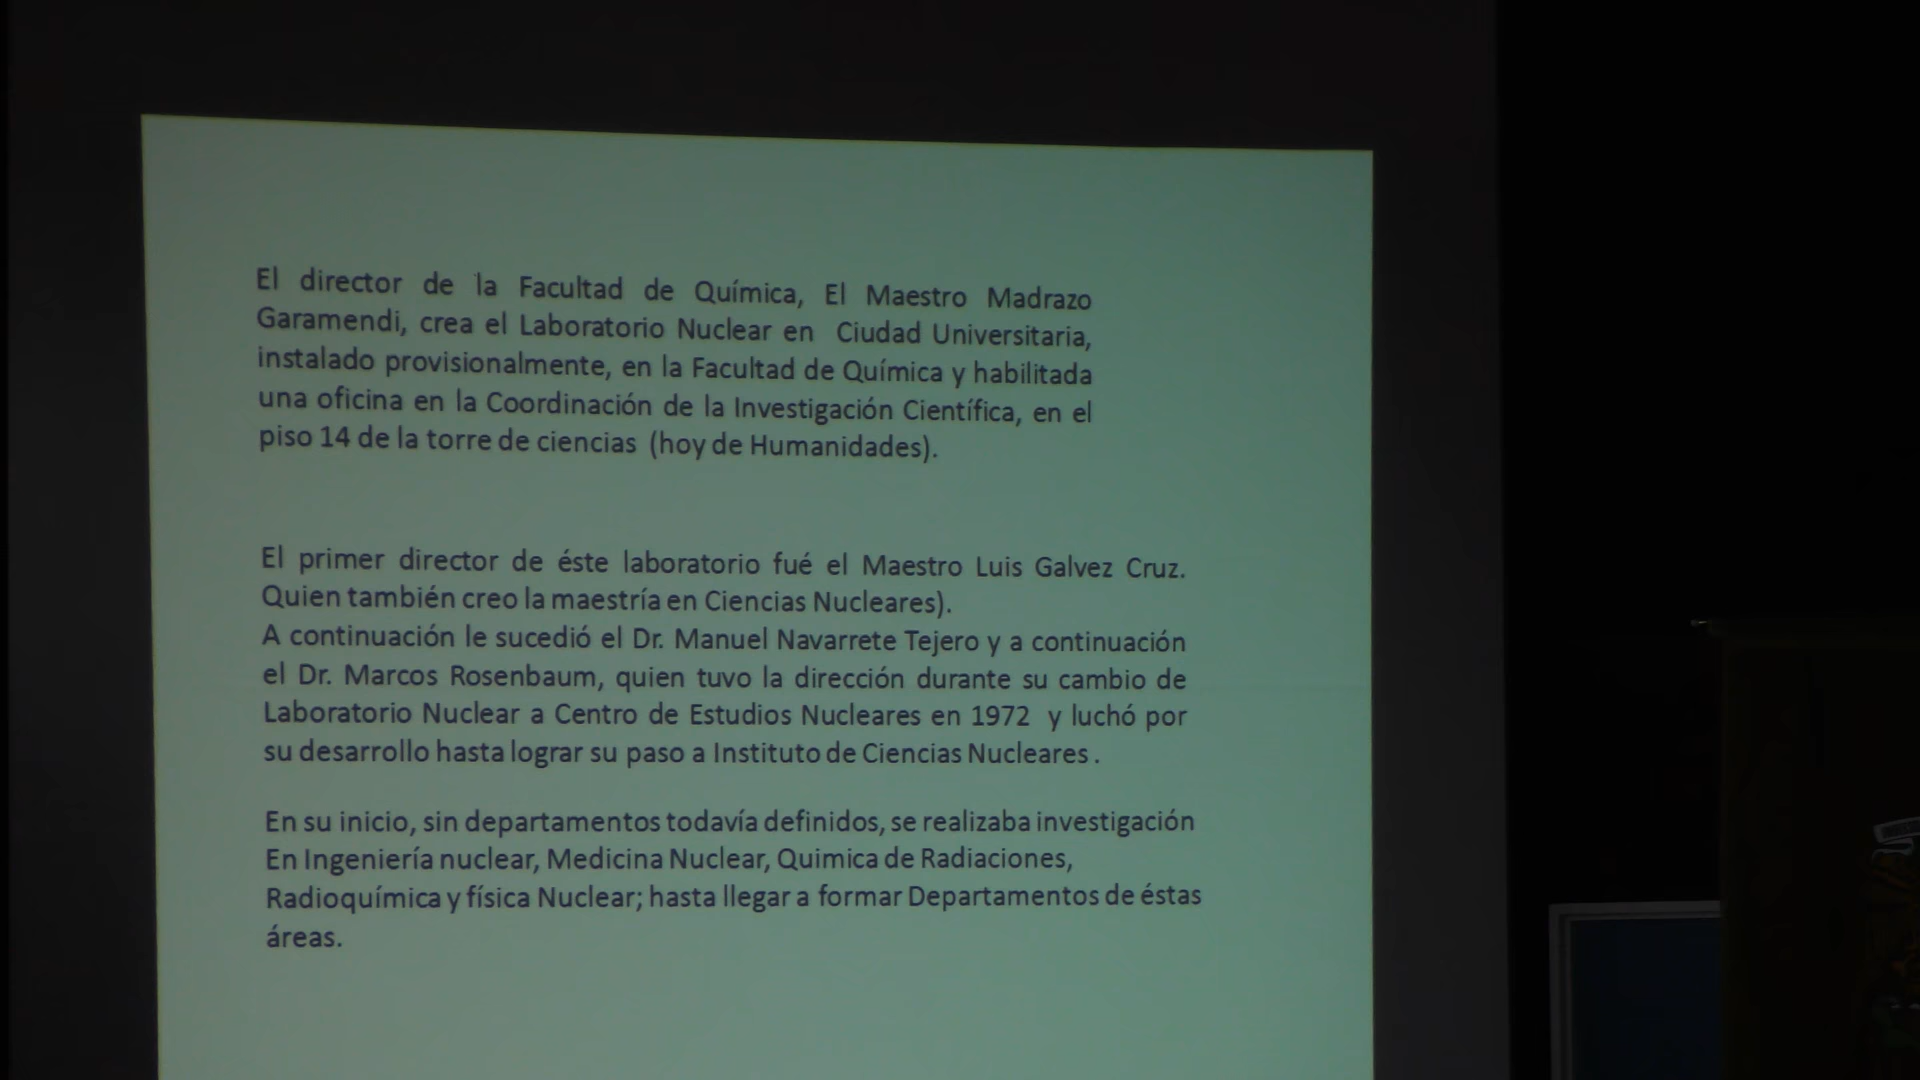 El director de la Facultad de Química, El Maestro Madrazo
Garamendi, crea el Laboratorio Nuclear en Ciudad Universitaria,
instalado provisionalmente, en la Facultad de Química y habilitada
una oficina en la Coordinación de la Investigación Científica, en el
piso 14 de la torre de ciencias (hoy de Humanidades).
El primer director de éste laboratorio fué el Maestro Luis Galvez Cruz.
Quien también creo la maestría en Ciencias Nucleares).
A continuación le sucedió el Dr. Manuel Navarrete Tejero y a continuación
el Dr. Marcos Rosenbaum, quien tuvo la dirección durante su cambio de
Laboratorio Nuclear a Centro de Estudios Nucleares en 1972 y luchó por
su desarrollo hasta lograr su paso a Instituto de Ciencias Nucleares .
En su inicio, sin departamentos todavía definidos, se realizaba investigación
En Ingeniería nuclear, Medicina Nuclear, Quimica de Radiaciones,
Radioquímica y física Nuclear; hasta llegar a formar Departamentos de éstas
áreas.